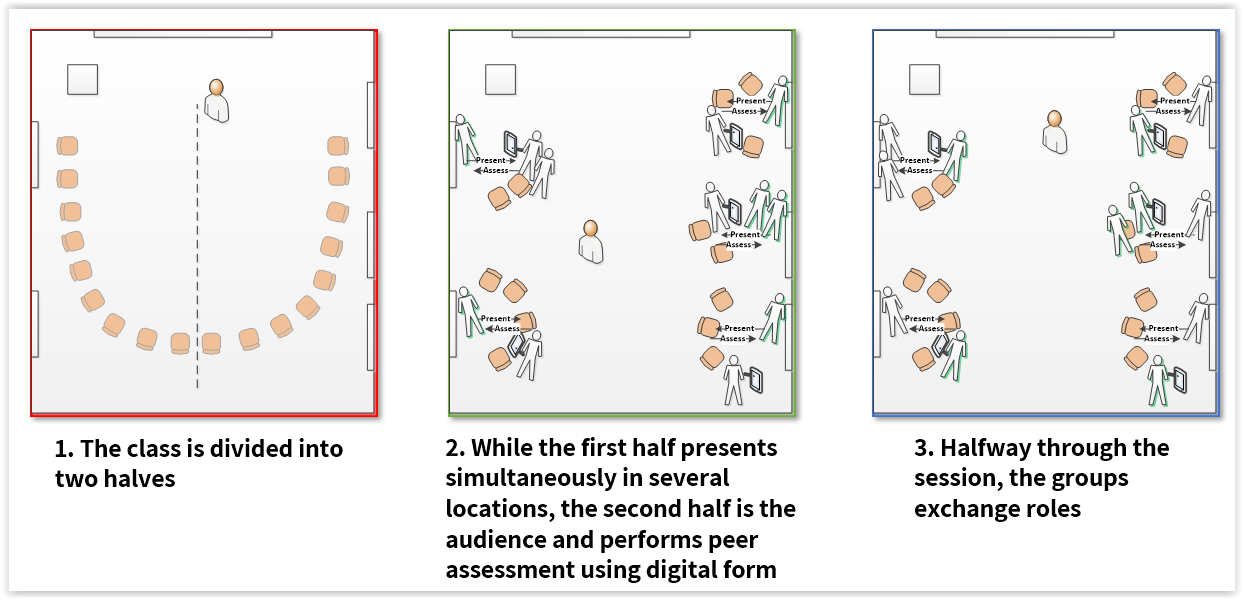 Present
Assess
Present
Assess
Present
Assess
Present
Assess
Present
Assess
Present
Assess
Present
Assess
Present
Assess
Present
Assess
Present
Assess
1. The class is divided into
two halves
2. While the first half presents
simultaneously in several
locations, the second half is the
audience and performs peer
assessment using digital form
3. Halfway through the
session, the groups
exchange roles